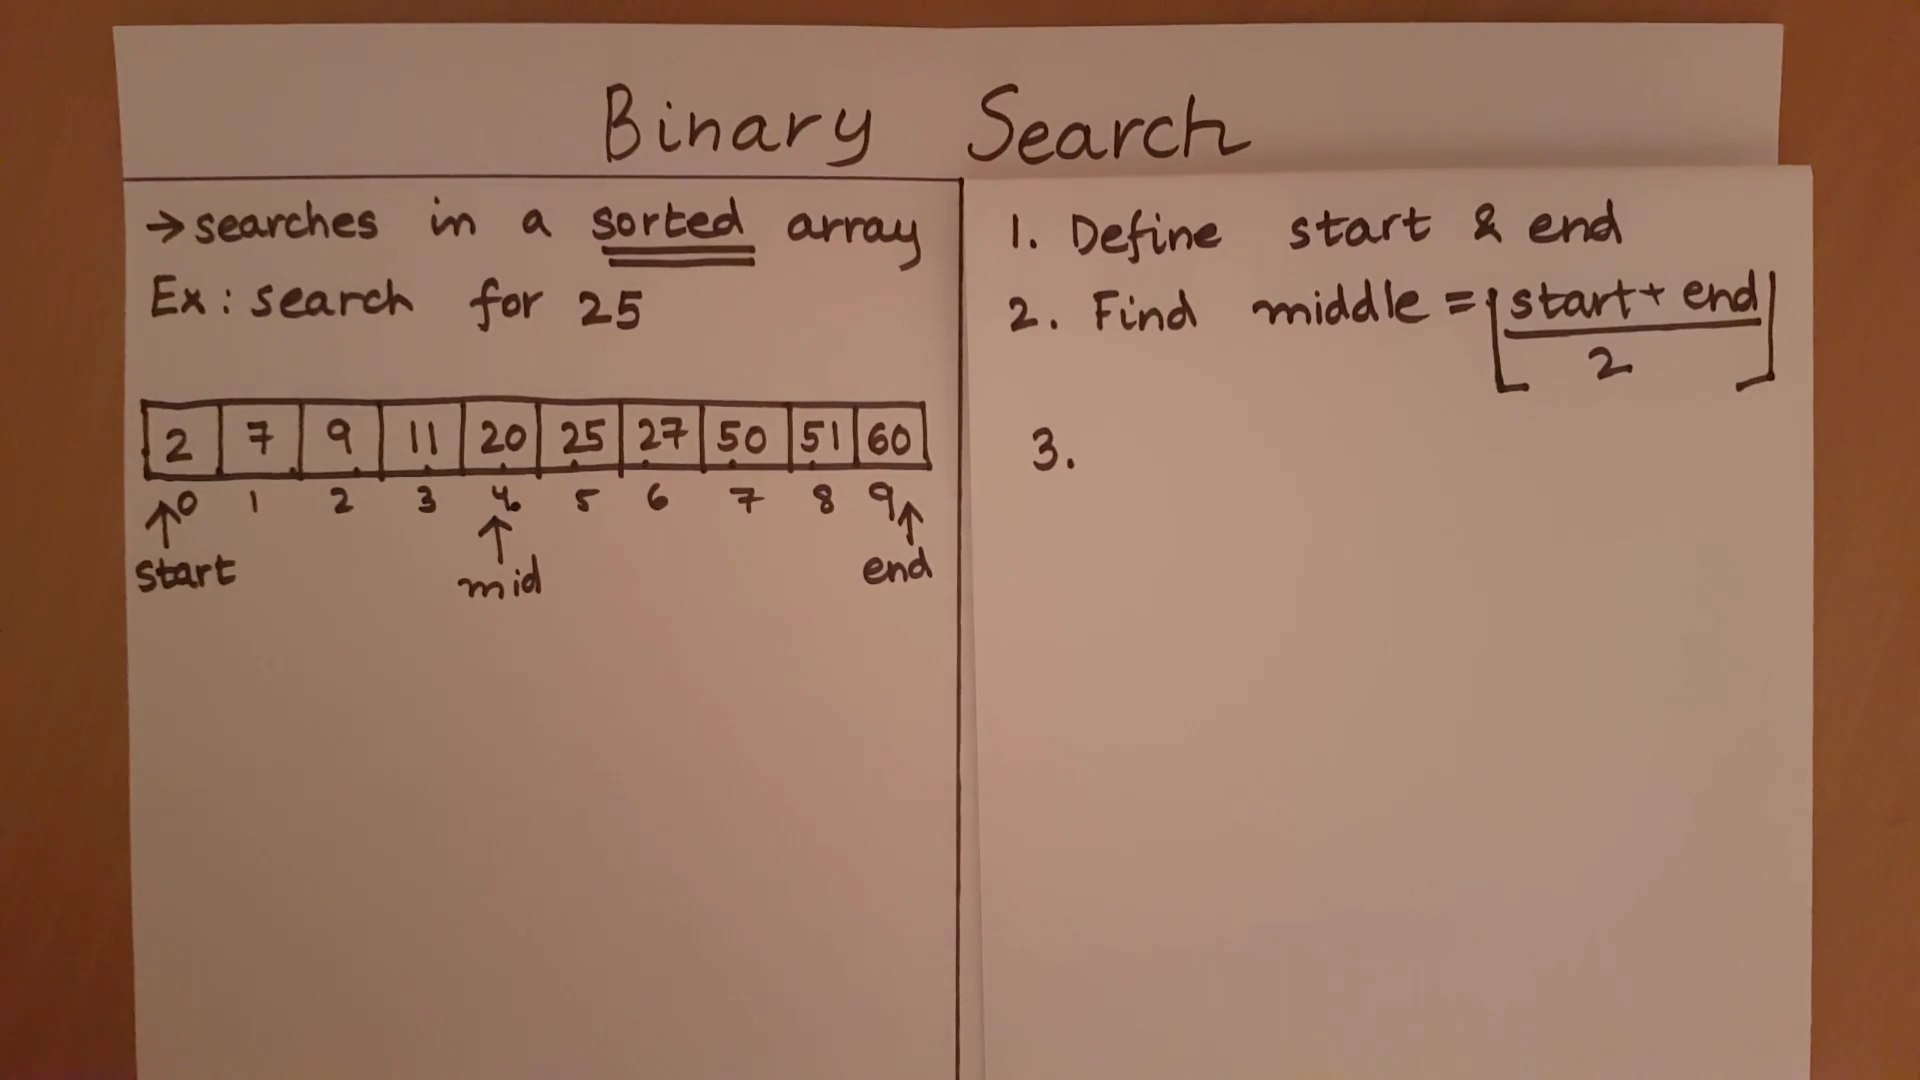 Binary Search
→ searches in a sorted array
Ex: search for 25
2 7 9 11 20 25 27 50 51 60
0 1 2 3 4 5 6 7 8 9
start mid end
1. Define start & end
2. Find middle = ⌊start + end / 2⌋
3.